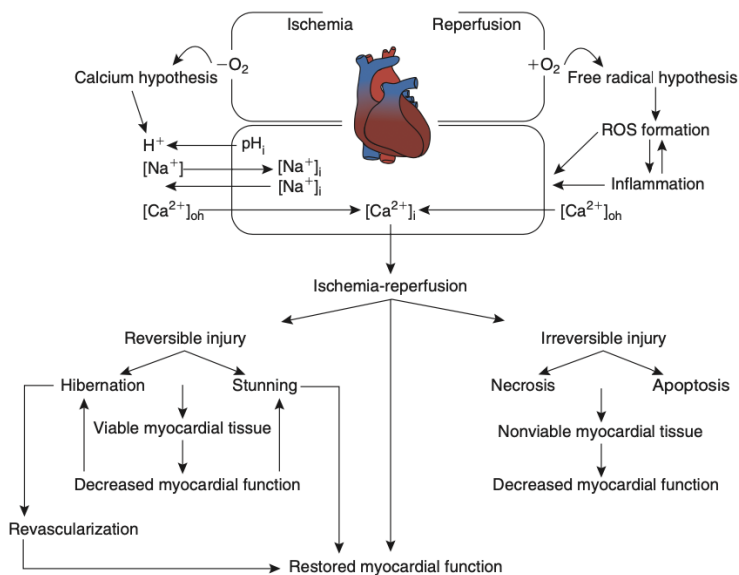 Ischemia
Reperfusion
−O₂
+O₂
Calcium hypothesis
Free radical hypothesis
ROS formation
H⁺
pHᵢ
[Na⁺]
[Na⁺]ᵢ
Inflammation
[Na⁺]ᵢ
[Ca²⁺]oh
[Ca²⁺]ᵢ
[Ca²⁺]oh
Ischemia-reperfusion
Reversible injury
Irreversible injury
Hibernation
Stunning
Necrosis
Apoptosis
Viable myocardial tissue
Nonviable myocardial tissue
Decreased myocardial function
Decreased myocardial function
Revascularization
Restored myocardial function